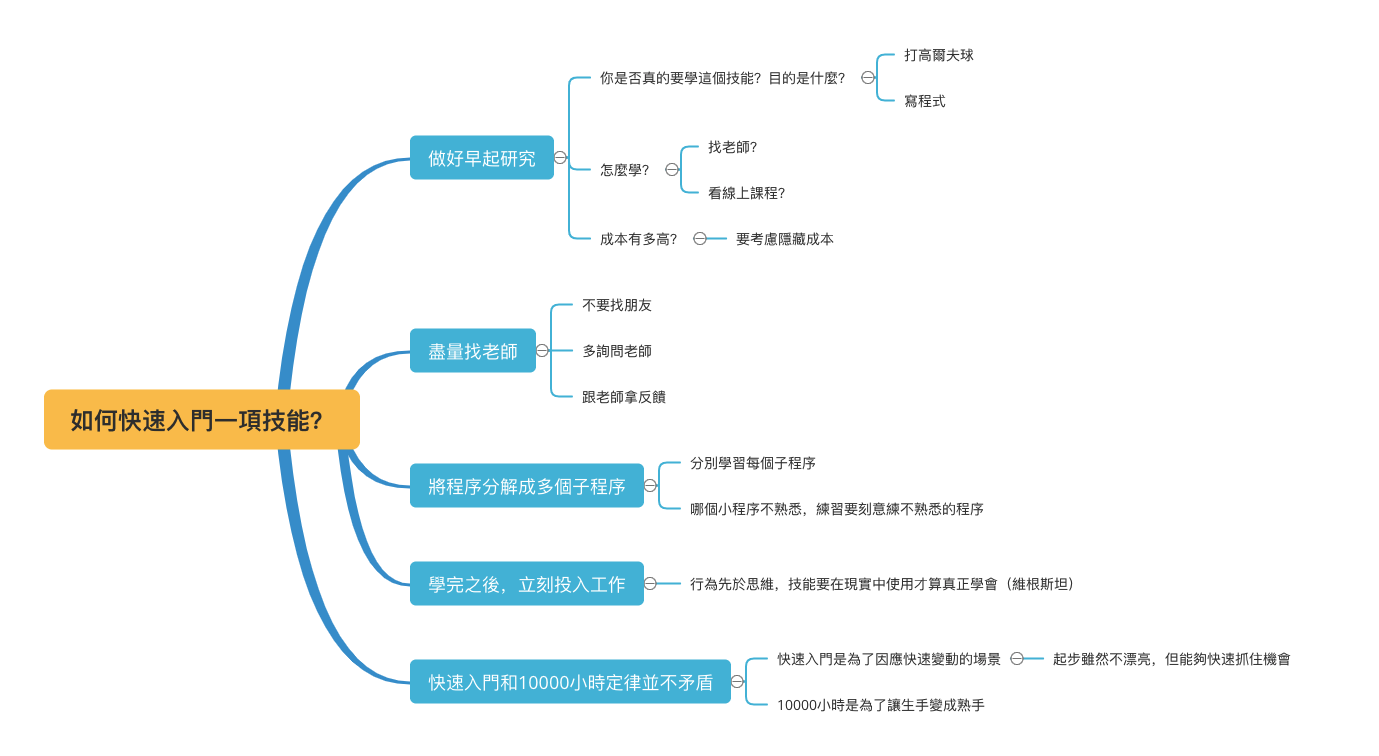 如何快速入門一項技能？
做好早起研究
你是否真的要學這個技能？目的是什麼？
打高爾夫球
寫程式
怎麼學？
找老師？
看線上課程？
成本有多高？
要考慮隱藏成本
盡量找老師
不要找朋友
多詢問老師
跟老師拿反饋
將程序分解成多個子程序
分別學習每個子程序
哪個小程序不熟悉，練習要刻意練不熟悉的程序
學完之後，立刻投入工作
行為先於思維，技能要在現實中使用才算真正學會（維根斯坦）
快速入門和10000小時定律並不矛盾
快速入門是為了因應快速變動的場景
起步雖然不漂亮，但能夠快速抓住機會
10000小時是為了讓生手變成熟手